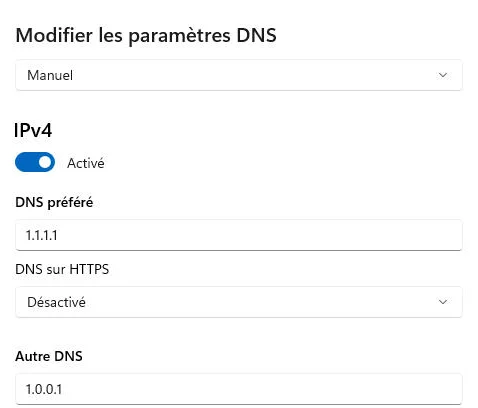 Modifier les paramètres DNS
Manuel
IPv4
Activé
DNS préféré
1.1.1.1
DNS sur HTTPS
Désactivé
Autre DNS
1.0.0.1